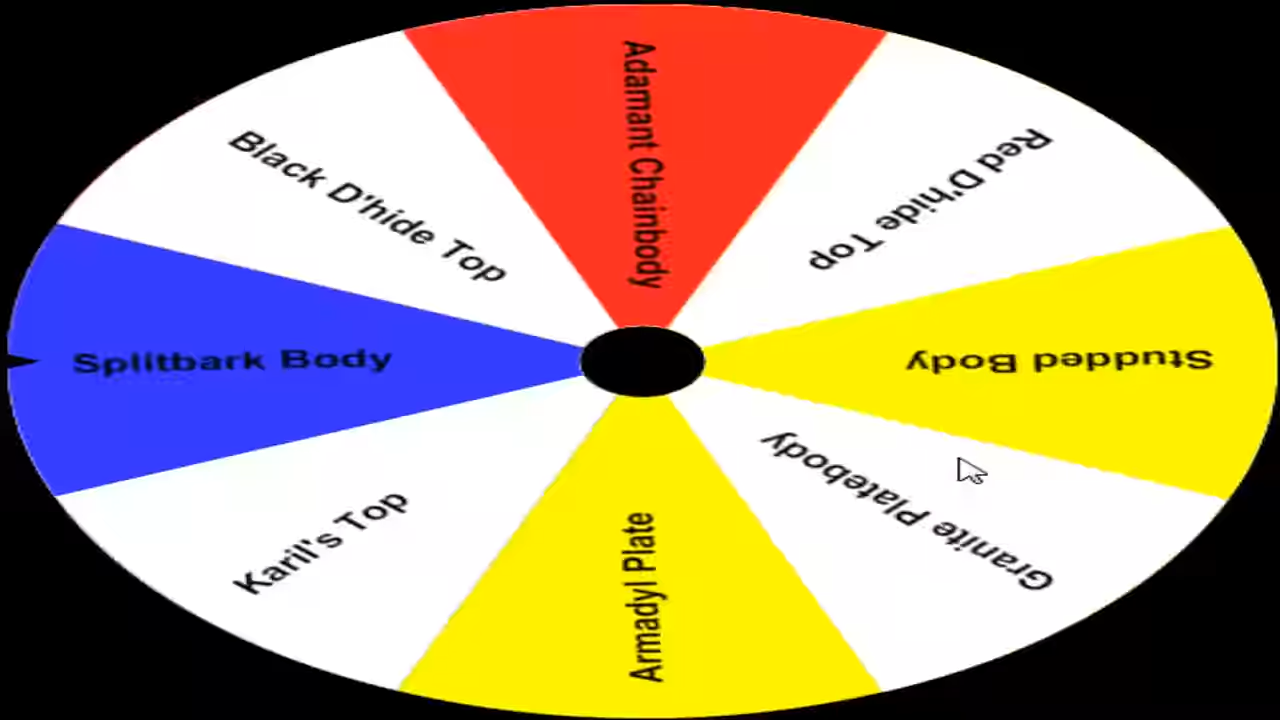 Adamant Chainbody
Red D'hide Top
Studded Body
Granite Platebody
Armadyl Plate
Karil's Top
Splitbark Body
Black D'hide Top